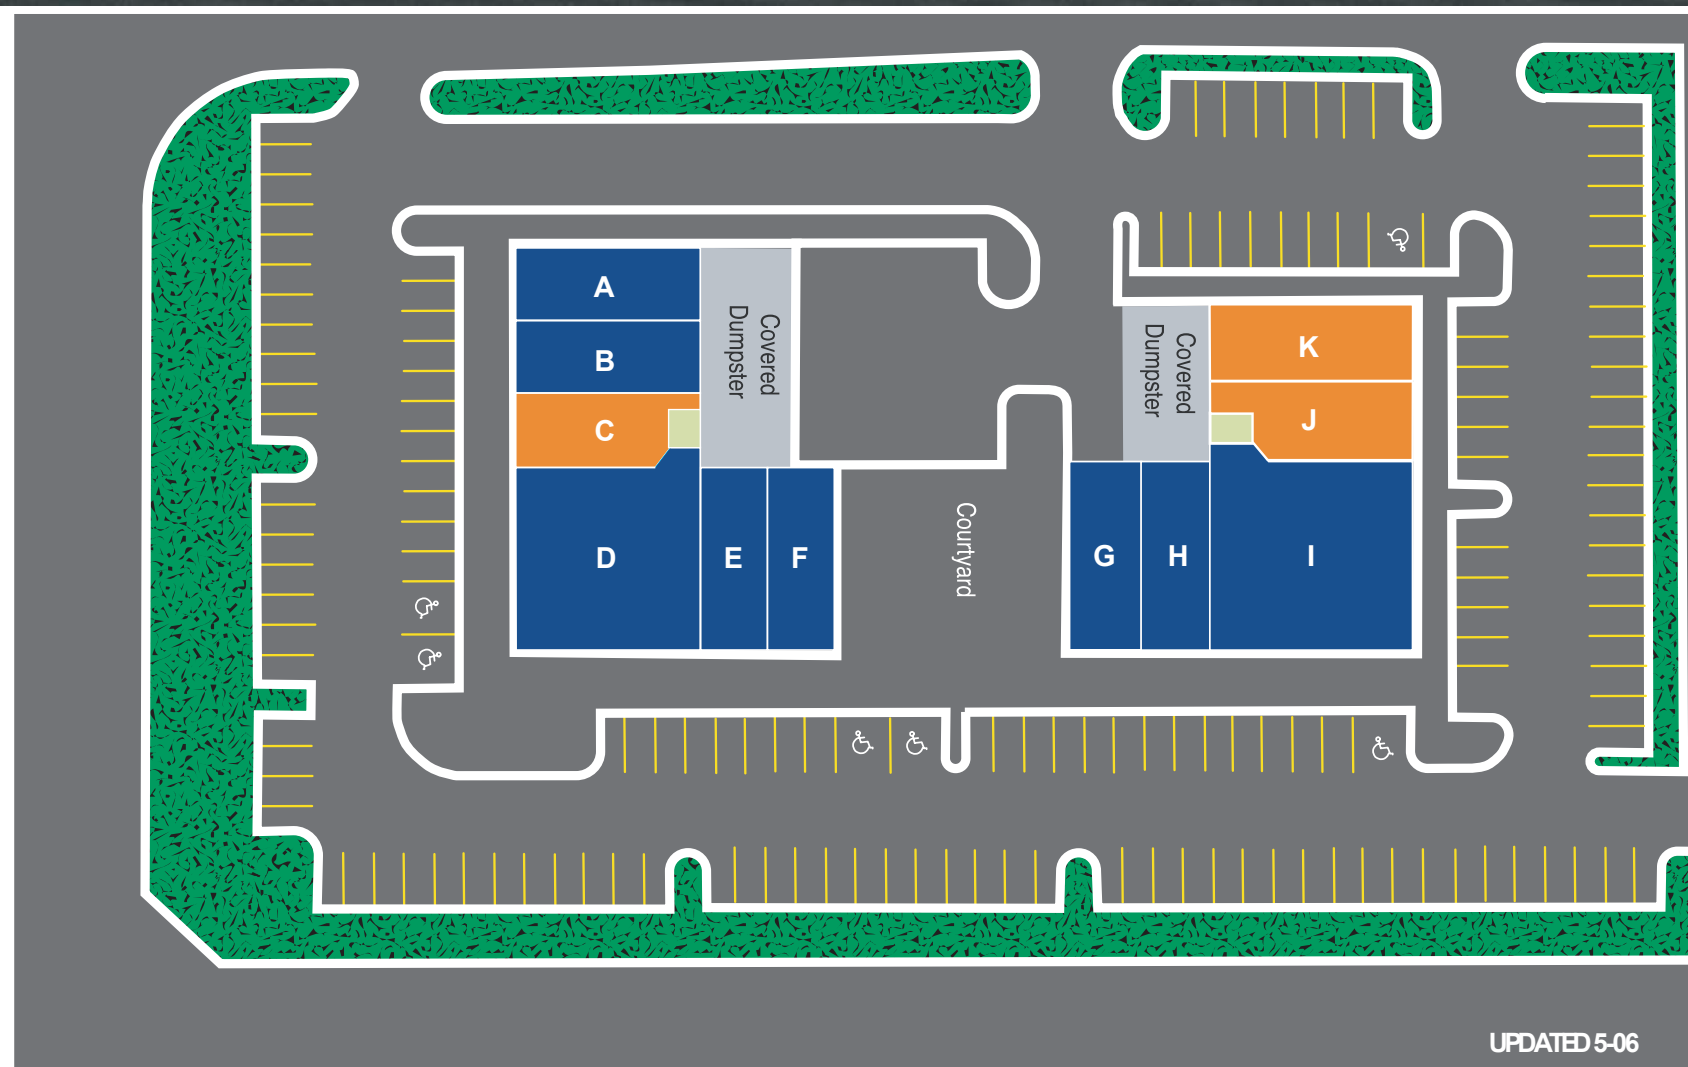 A
B
C
D
E
F
Covered
Dumpster
Courtyard
Covered
Dumpster
K
J
G
H
I
UPDATED 5-06